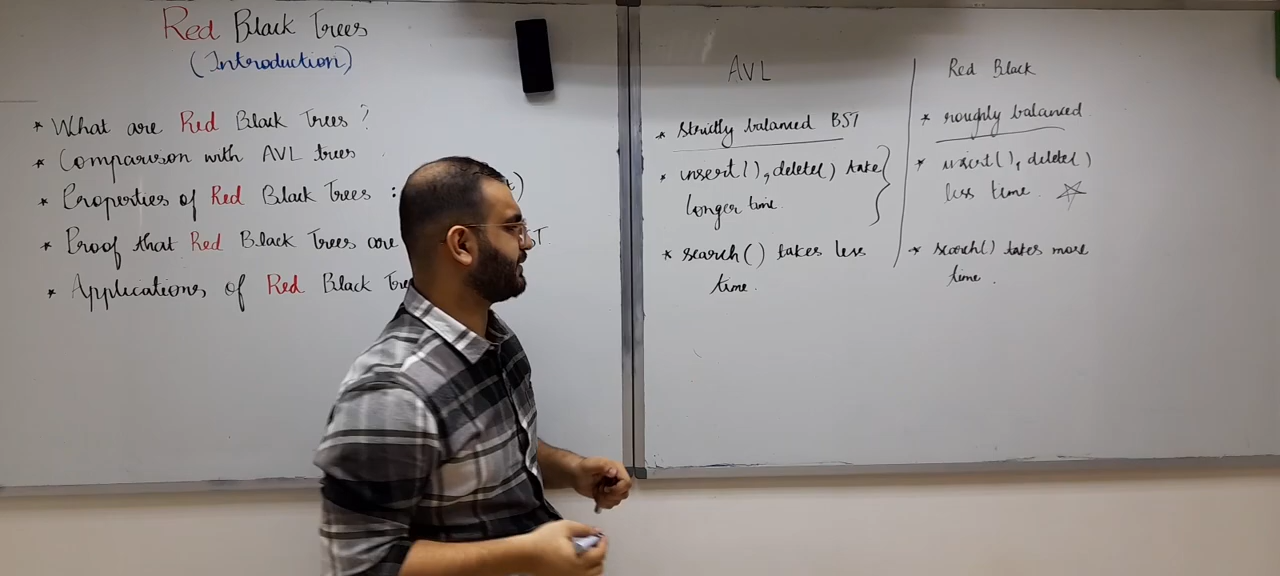 Red Black Trees
(Introduction)
* What are Red Black Trees?
* Comparison with AVL trees
* Properties of Red Black Trees :
* Proof that Red Black Trees are
* Applications of Red Black
AVL
* Strictly balanced BST
* insert(), delete() take
longer time.
* search() takes less
time.
Red Black
* roughly balanced
* insert(), delete()
less time.
* search() takes more
time.